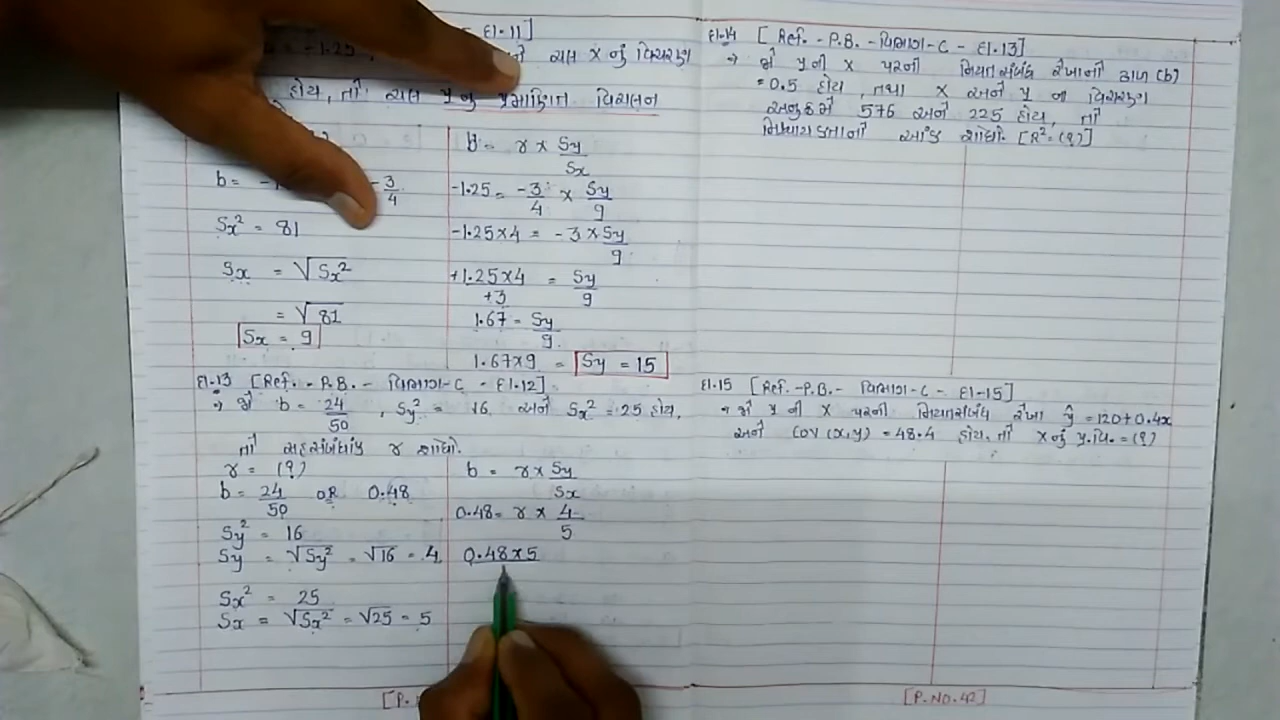 દા.11]
= -1.25, ને ચલ X નું વિચરણ
હોય, તો ચલ y નું પ્રમાણિત વિચલન
b = r × Sy/Sx
b = - -3/4
-1.25 = -3/4 × Sy/9
Sx² = 81
-1.25×4 = -3 × Sy/9
Sx = √Sx²
+1.25×4/+3 = Sy/9
= √81
1.67 = Sy/9
Sx = 9
1.67×9 = Sy = 15
દા.13 [Ref. - P.B. - વિભાગ-C - દા.12]
→ જો b = 24/50, Sy² = 16 અને Sx² = 25 હોય,
તો સહસંબંધાંક r શોધો.
r = (?)
b = r × Sy/Sx
b = 24/50 OR 0.48
0.48 = r × 4/5
Sy² = 16
Sy = √Sy² = √16 = 4
0.48×5
Sx² = 25
Sx = √Sx² = √25 = 5
[P.
દા.14 [Ref. - P.B. - વિભાગ-C - દા.13]
→ જો y ની X પરની નિયતસંબંધ રેખાનો ઢાળ (b)
= 0.5 હોય, તથા X અને y ના વિચરણ
અનુક્રમે 576 અને 225 હોય, તો
નિશ્ચાયકતાનો આંક શોધો. [R² = (?)]
દા.15 [Ref. - P.B. - વિભાગ-C - દા-15]
→ જો y ની X પરની નિયતસંબંધ રેખા ŷ = 120+0.4x
અને COV (x,y) = 48.4 હોય. તો X નું પ્ર.વિ. = (?)
[P.NO.42]